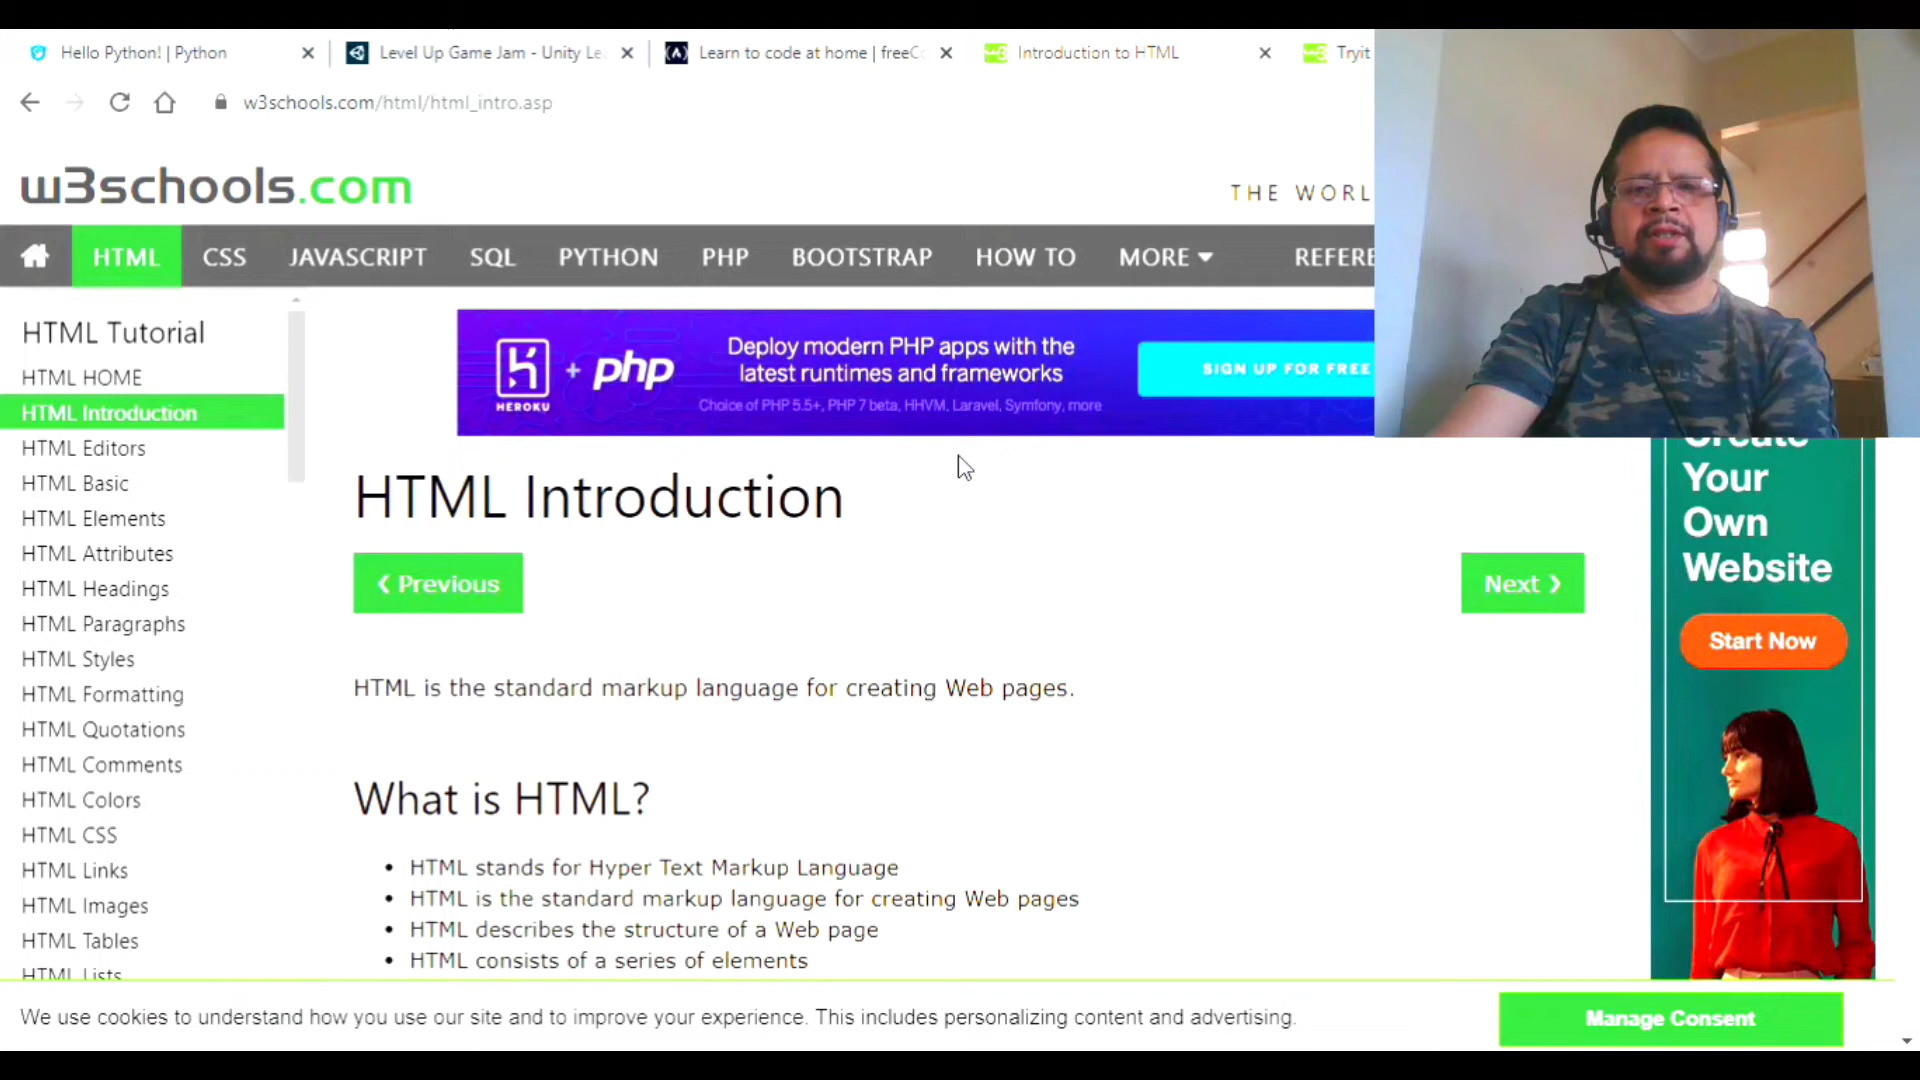 Hello Python! | Python
Level Up Game Jam - Unity Le
Learn to code at home | freeC
Introduction to HTML
Tryit
w3schools.com/html/html_intro.asp
w3schools.com
THE WORL
HTML CSS JAVASCRIPT SQL PYTHON PHP BOOTSTRAP HOW TO MORE REFERE
HTML Tutorial
HTML HOME
HTML Introduction
HTML Editors
HTML Basic
HTML Elements
HTML Attributes
HTML Headings
HTML Paragraphs
HTML Styles
HTML Formatting
HTML Quotations
HTML Comments
HTML Colors
HTML CSS
HTML Links
HTML Images
HTML Tables
HTML Lists
HEROKU
+ php
Deploy modern PHP apps with the
latest runtimes and frameworks
Choice of PHP 5.5+, PHP 7 beta, HHVM, Laravel, Symfony, more
SIGN UP FOR FREE
HTML Introduction
❮ Previous
Next ❯
HTML is the standard markup language for creating Web pages.
What is HTML?
• HTML stands for Hyper Text Markup Language
• HTML is the standard markup language for creating Web pages
• HTML describes the structure of a Web page
• HTML consists of a series of elements
Create
Your
Own
Website
Start Now
We use cookies to understand how you use our site and to improve your experience. This includes personalizing content and advertising.
Manage Consent